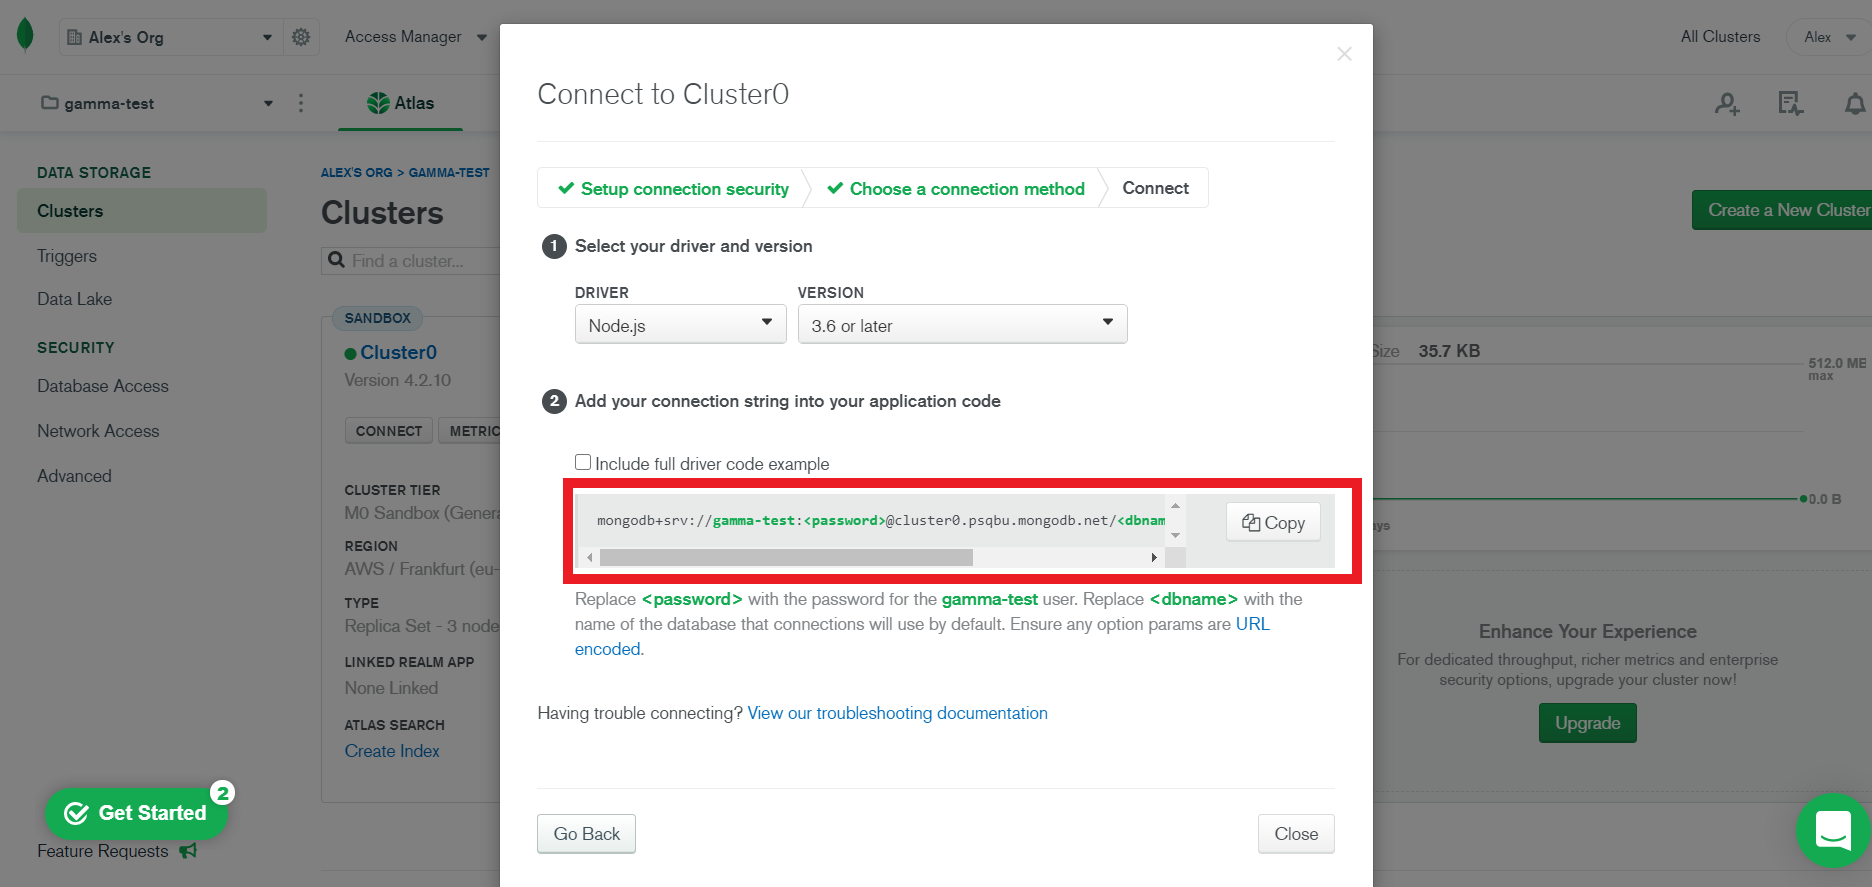 Alex's Org
Access Manager
All Clusters
Alex
gamma-test
Atlas
DATA STORAGE
Clusters
Triggers
Data Lake
SECURITY
Database Access
Network Access
Advanced
Get Started
2
Feature Requests
ALEX'S ORG > GAMMA-TEST
Clusters
Find a cluster...
SANDBOX
Cluster0
Version 4.2.10
CONNECT
METRIC
CLUSTER TIER
M0 Sandbox (Genera
REGION
AWS / Frankfurt (eu-
TYPE
Replica Set - 3 node
LINKED REALM APP
None Linked
ATLAS SEARCH
Create Index
Connect to Cluster0
Setup connection security
Choose a connection method
Connect
1 Select your driver and version
DRIVER VERSION
Node.js 3.6 or later
2 Add your connection string into your application code
Include full driver code example
mongodb+srv://gamma-test:<password>@cluster0.psqbu.mongodb.net/<dbnam
Copy
Replace <password> with the password for the gamma-test user. Replace <dbname> with the
name of the database that connections will use by default. Ensure any option params are URL
encoded.
Having trouble connecting? View our troubleshooting documentation
Go Back
Close
Create a New Cluster
Size 35.7 KB
512.0 MB
max
0.0 B
ays
Enhance Your Experience
For dedicated throughput, richer metrics and enterprise
security options, upgrade your cluster now!
Upgrade